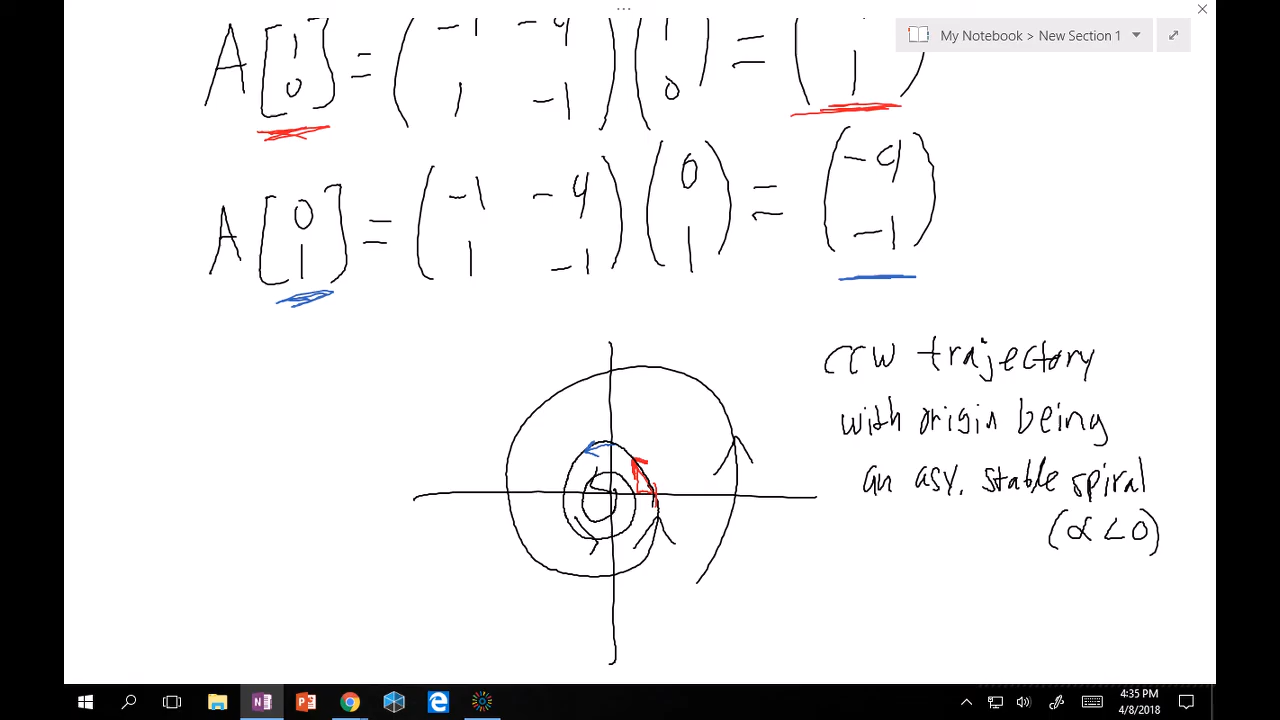 My Notebook > New Section 1
A [1 0] = (-1 -4 1 -1) (1 0) = ( 1)
A [0 1] = (-1 -4 1 -1) (0 1) = (-4 -1)
CCW trajectory
with origin being
an asy. stable spiral
(α < 0)
4:35 PM
4/8/2018